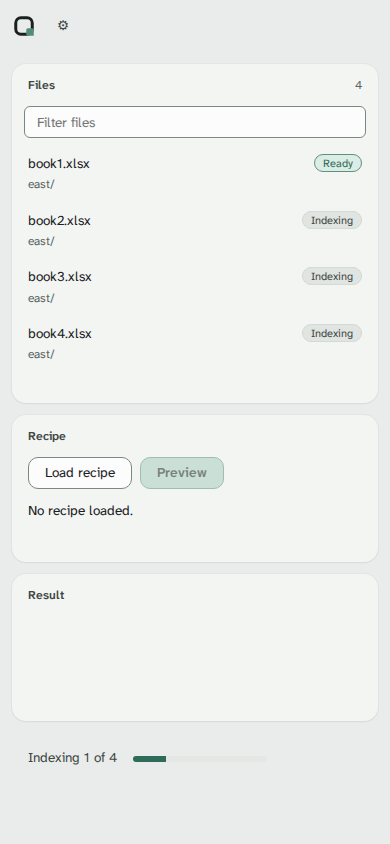 Files 4
Filter files
book1.xlsx Ready
east/
book2.xlsx Indexing
east/
book3.xlsx Indexing
east/
book4.xlsx Indexing
east/
Recipe
Load recipe Preview
No recipe loaded.
Result
Indexing 1 of 4